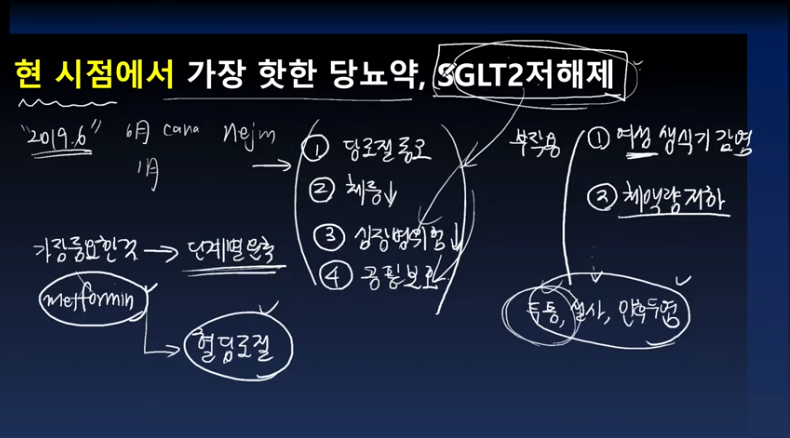 현 시점에서 가장 핫한 당뇨약, SGLT2저해제
"2019.6" 6月 cana nejm
1月
① 당조절효과
② 체중↓
③ 심장병위험↓
④ 콩팥보호
부작용
① 여성 생식기 감염
② 체액량저하
두통, 설사, 인후두염
가장중요한것 → 단계별원칙
metformin
혈당조절